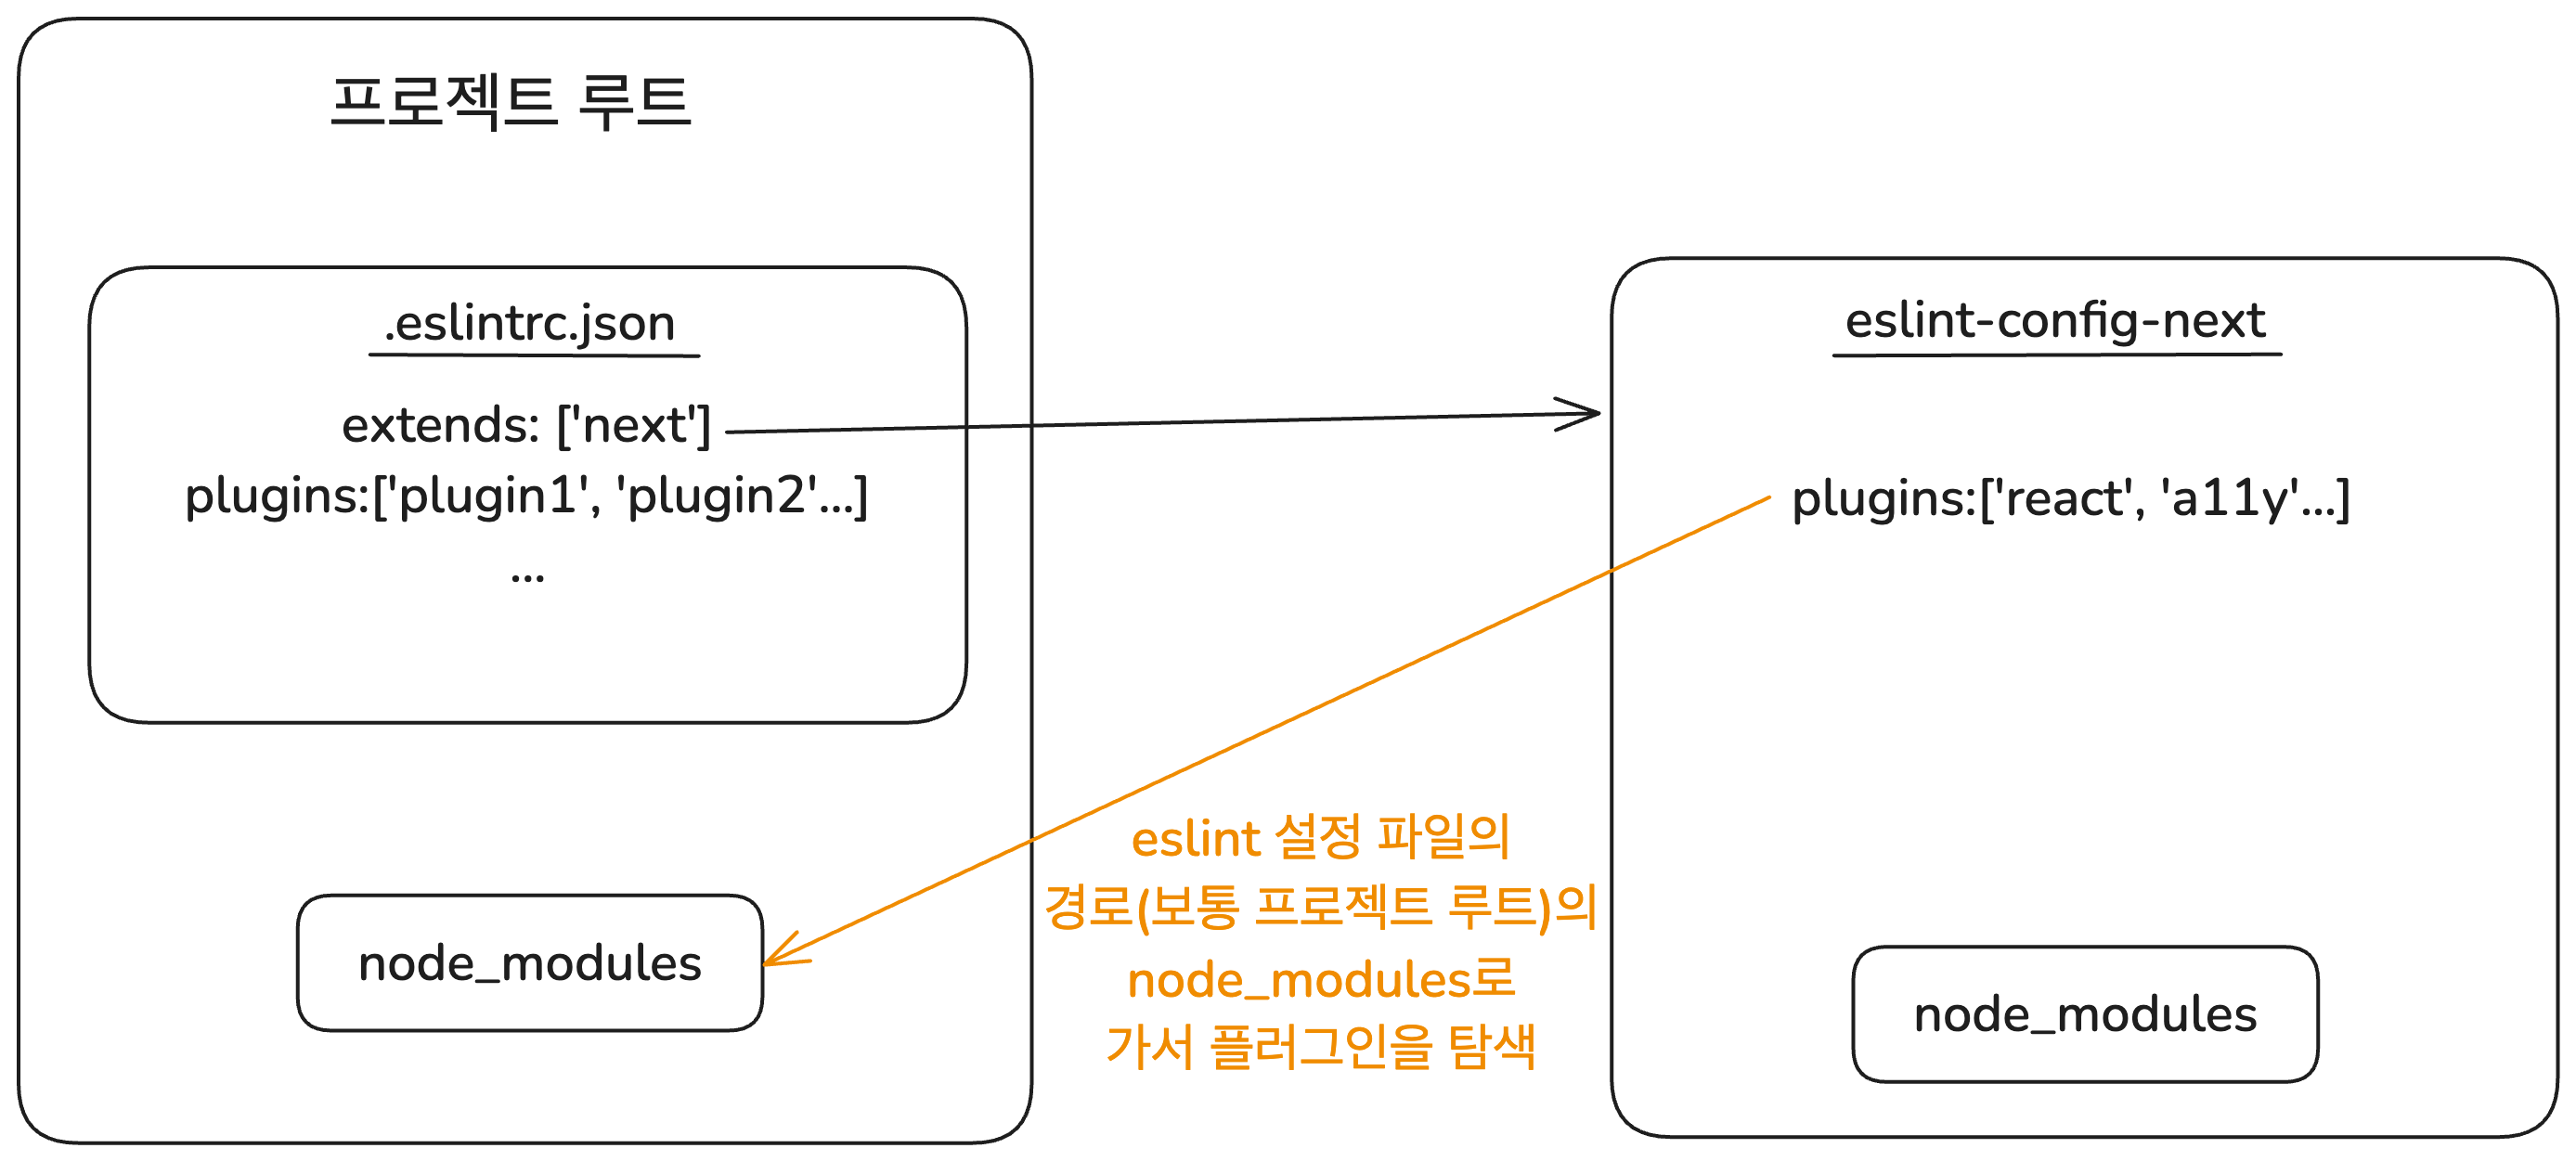 프로젝트 루트
.eslintrc.json
extends: ['next']
plugins:['plugin1', 'plugin2'...]
...
node_modules
eslint-config-next
plugins:['react', 'a11y'...]
node_modules
eslint 설정 파일의
경로(보통 프로젝트 루트)의
node_modules로
가서 플러그인을 탐색